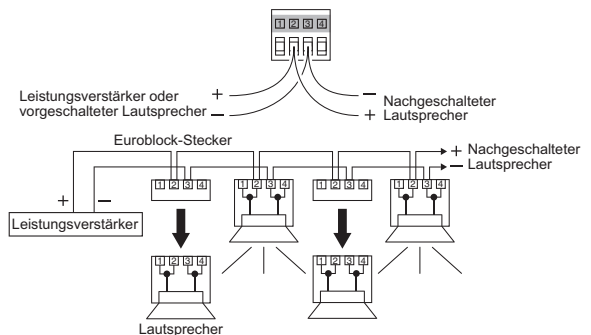 1 2 3 4
Leistungsverstärker oder
vorgeschalteter Lautsprecher
+
–
–
+
Nachgeschalteter
Lautsprecher
Euroblock-Stecker
+ Nachgeschalteter
– Lautsprecher
+ –
1 2 3 4
1 2 3 4
1 2 3 4
1 2 3 4
Leistungsverstärker
1 2 3 4
1 2 3 4
Lautsprecher